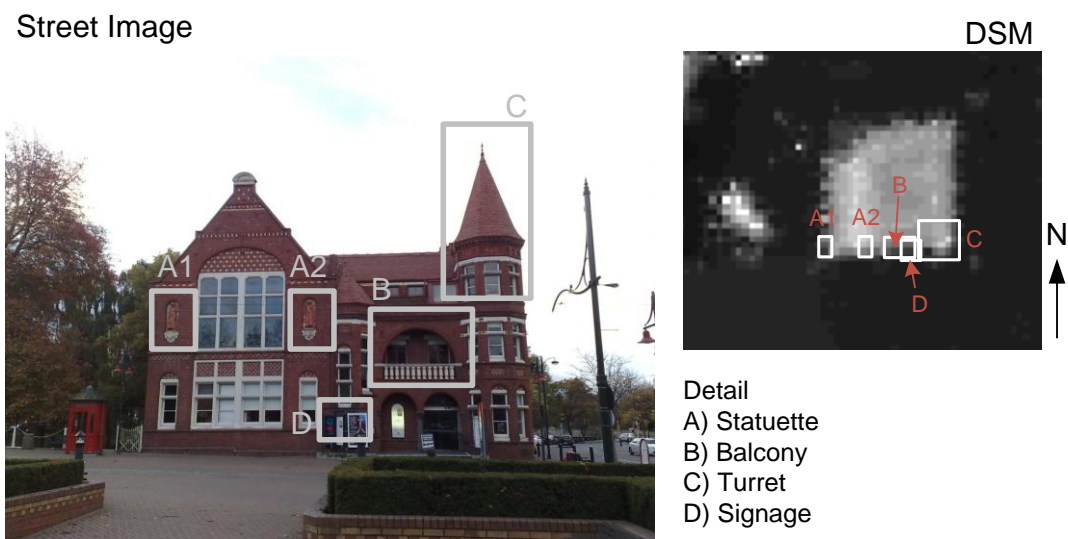 Street Image
DSM
C
A1
A2
B
D
B
A1
A2
C
D
N
Detail
A) Statuette
B) Balcony
C) Turret
D) Signage